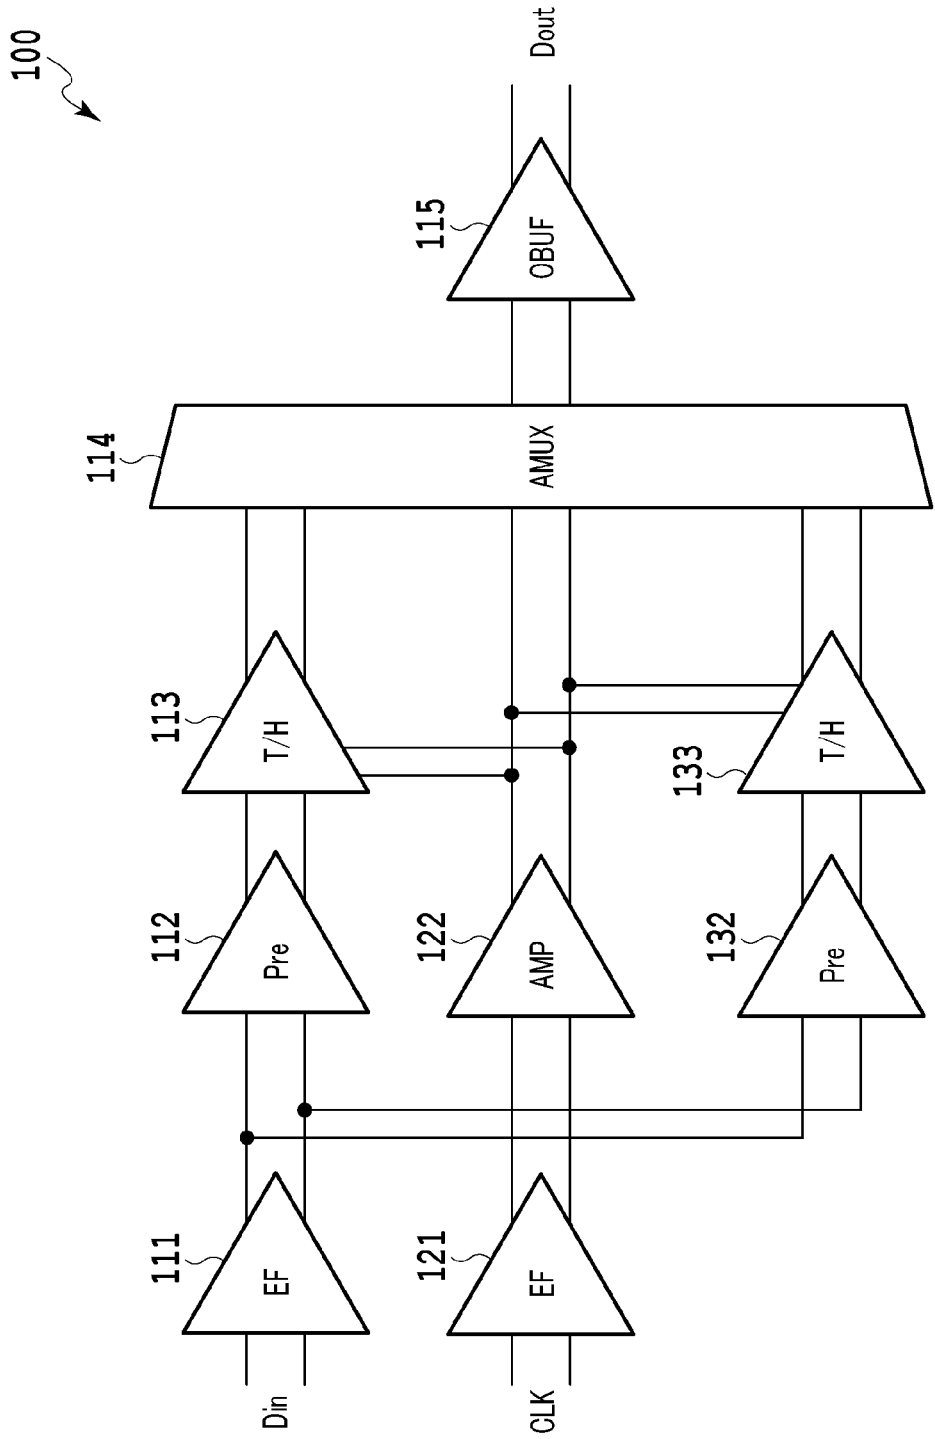 100
Din
111
EF
112
Pre
113
T/H
114
AMUX
115
OBUF
Dout
CLK
121
EF
122
AMP
132
Pre
133
T/H